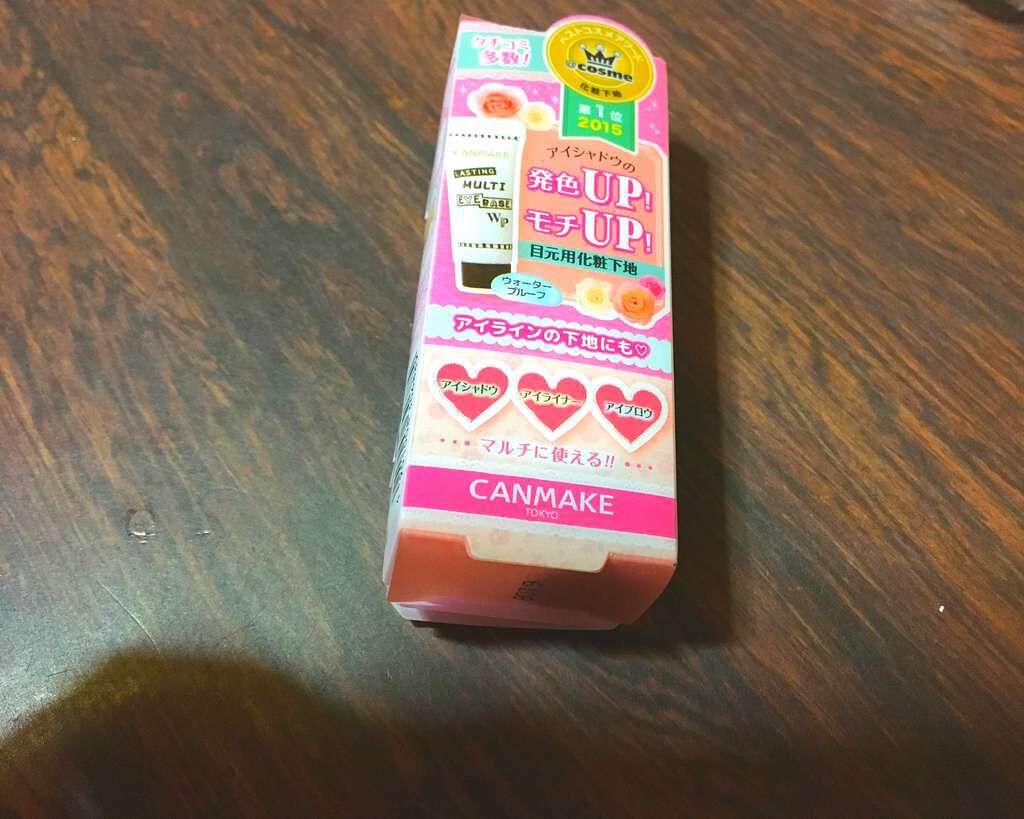 クチコミ
多数!
ベストコスメアワード
@cosme
化粧下地
第1位
2015
CANMAKE
LASTING
MULTI
EYE BASE
WP
アイシャドウの
発色UP!
モチUP!
目元用化粧下地
ウォーター
プルーフ
アイラインの下地にも♡
アイシャドウ
アイライナー
アイブロウ
•••マルチに使える!!•••
CANMAKE
TOKYO